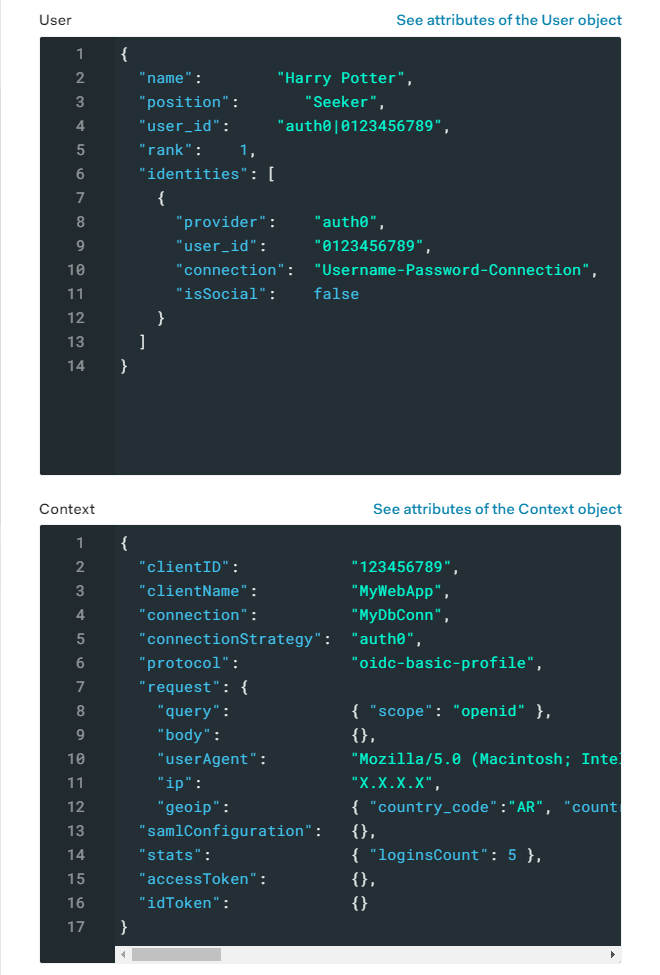 User See attributes of the User object
1 {
2 "name": "Harry Potter",
3 "position": "Seeker",
4 "user_id": "auth0|0123456789",
5 "rank": 1,
6 "identities": [
7 {
8 "provider": "auth0",
9 "user_id": "0123456789",
10 "connection": "Username-Password-Connection",
11 "isSocial": false
12 }
13 ]
14 }
Context See attributes of the Context object
1 {
2 "clientID": "123456789",
3 "clientName": "MyWebApp",
4 "connection": "MyDbConn",
5 "connectionStrategy": "auth0",
6 "protocol": "oidc-basic-profile",
7 "request": {
8 "query": { "scope": "openid" },
9 "body": {},
10 "userAgent": "Mozilla/5.0 (Macintosh; Inte
11 "ip": "X.X.X.X",
12 "geoip": { "country_code":"AR", "count
13 "samlConfiguration": {},
14 "stats": { "loginsCount": 5 },
15 "accessToken": {},
16 "idToken": {}
17 }